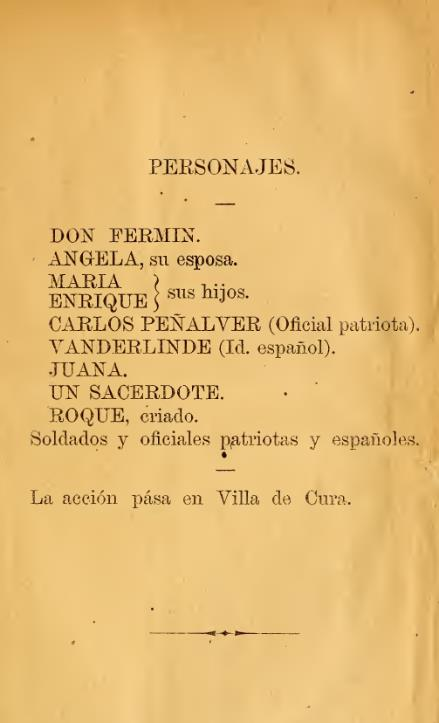 PERSONAJES.
DON FERMIN.
ANGELA, su esposa.
MARIA
ENRIQUE } sus hijos.
CARLOS PEÑALVER (Oficial patriota).
VANDERLINDE (Id. español).
JUANA.
UN SACERDOTE.
ROQUE, criado.
Soldados y oficiales patriotas y españoles.
La acción pása en Villa de Cura.